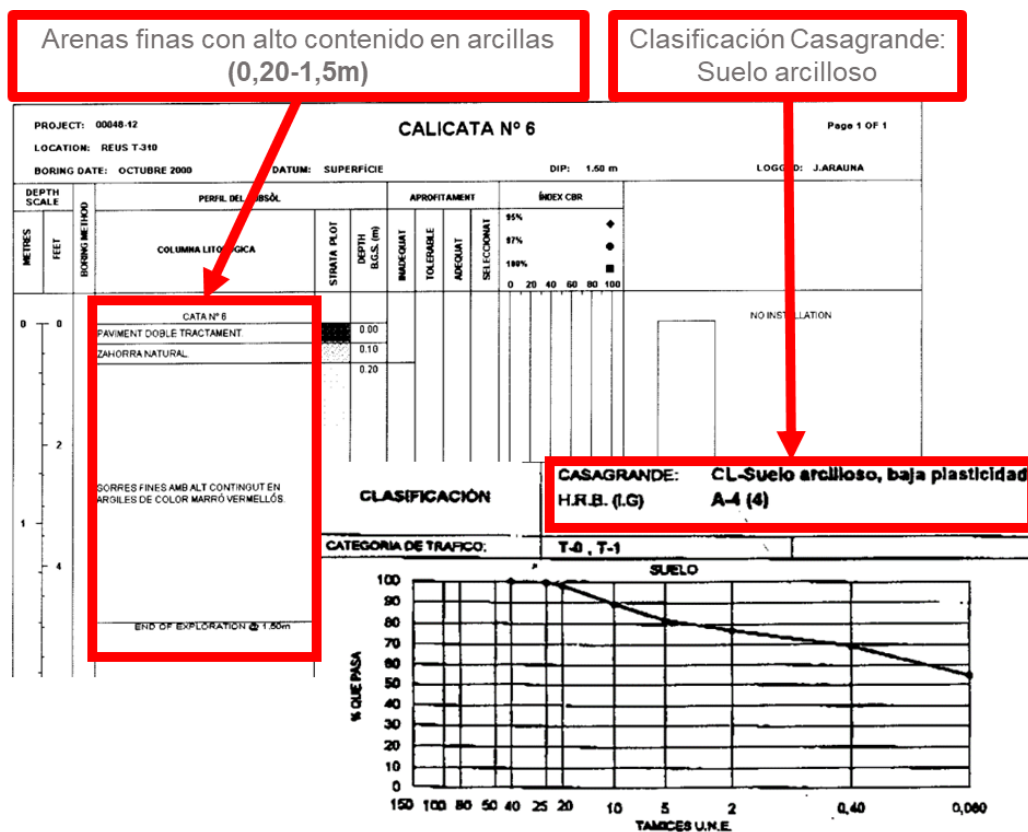 Arenas finas con alto contenido en arcillas
(0,20-1,5m)
Clasificación Casagrande:
Suelo arcilloso
PROJECT: 00048-12
CALICATA Nº 6
Page 1 OF 1
LOCATION: REUS T-310
BORING DATE: OCTUBRE 2000
DATUM: SUPERFÍCIE
DIP: 1.50 m
LOGGED: J.ARAUNA
DEPTH
SCALE
METRES
FEET
BORING METHOD
PERFIL DEL SUBSÒL
COLUMNA LITOLÒGICA
STRATA PLOT
DEPTH
B.G.S. (m)
APROFITAMENT
INADEQUAT
TOLERABLE
ADEQUAT
SELECCIONAT
ÍNDEX CBR
95%
97%
100%
0 20 40 60 80 100
NO INSTALLATION
CATA Nº 6
0 0
PAVIMENT DOBLE TRACTAMENT. 0.00
ZAHORRA NATURAL. 0.10
0.20
2
SORRES FINES AMB ALT CONTINGUT EN
ARGILES DE COLOR MARRÓ VERMELLÓS.
1
4
END OF EXPLORATION @ 1.50m
CLASIFICACIÓN
CASAGRANDE: CL-Suelo arcilloso, baja plasticidad
H.R.B. (I.G) A-4 (4)
CATEGORIA DE TRAFICO: T-0 , T-1
SUELO
% QUE PASA
100
90
80
70
60
50
40
30
20
10
0
150 100 80 50 40 25 20 10 5 2 0,40 0,080
TAMICES U.N.E.